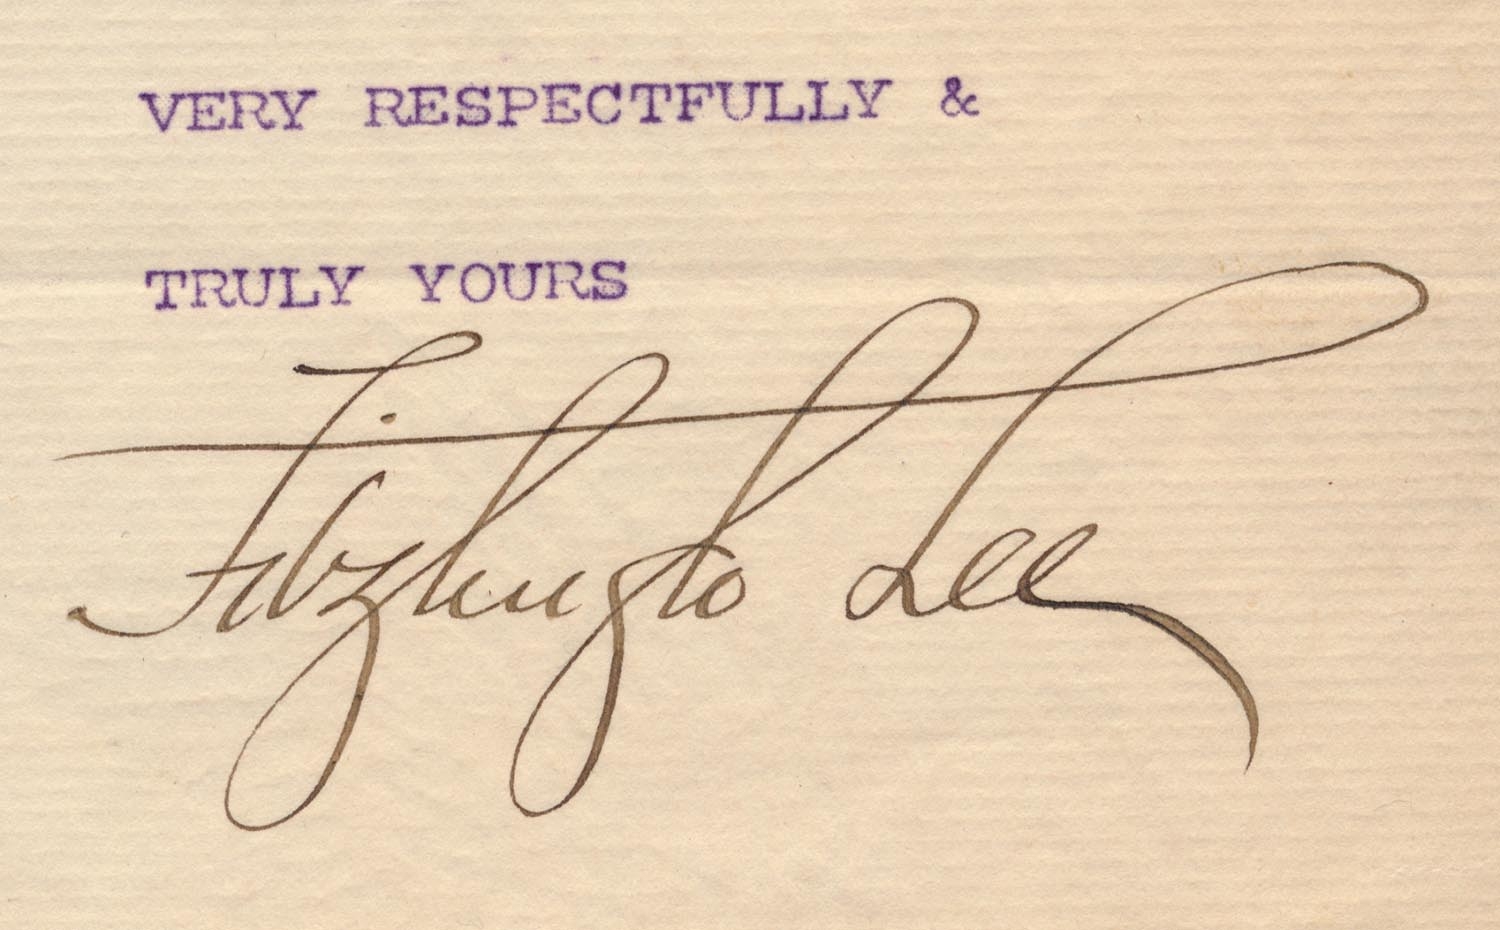 VERY RESPECTFULLY &
TRULY YOURS
Fitzhugh Lee